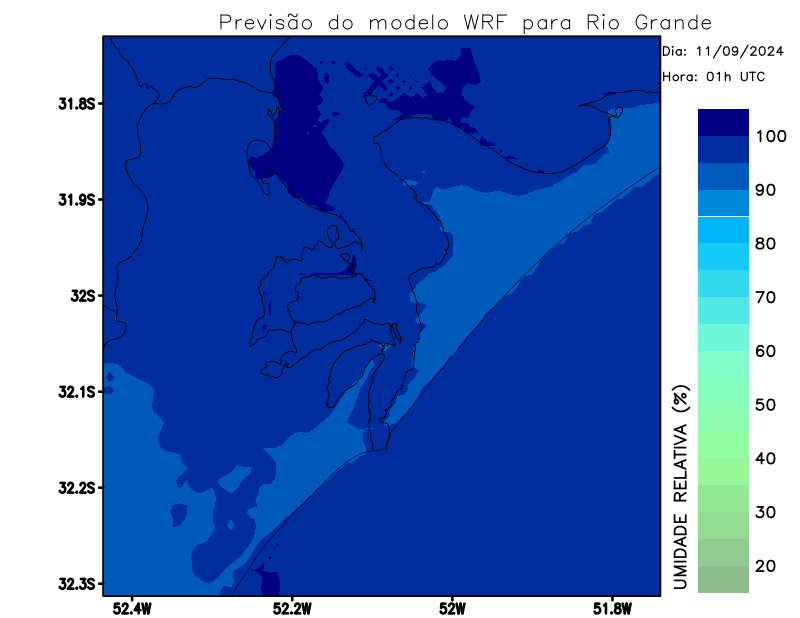 Previsão do modelo WRF para Rio Grande
Dia: 11/09/2024
Hora: 01h UTC
31.8S
31.9S
32S
32.1S
32.2S
32.3S
52.4W 52.2W 52W 51.8W
100
90
80
70
60
50
40
30
20
UMIDADE RELATIVA (%)